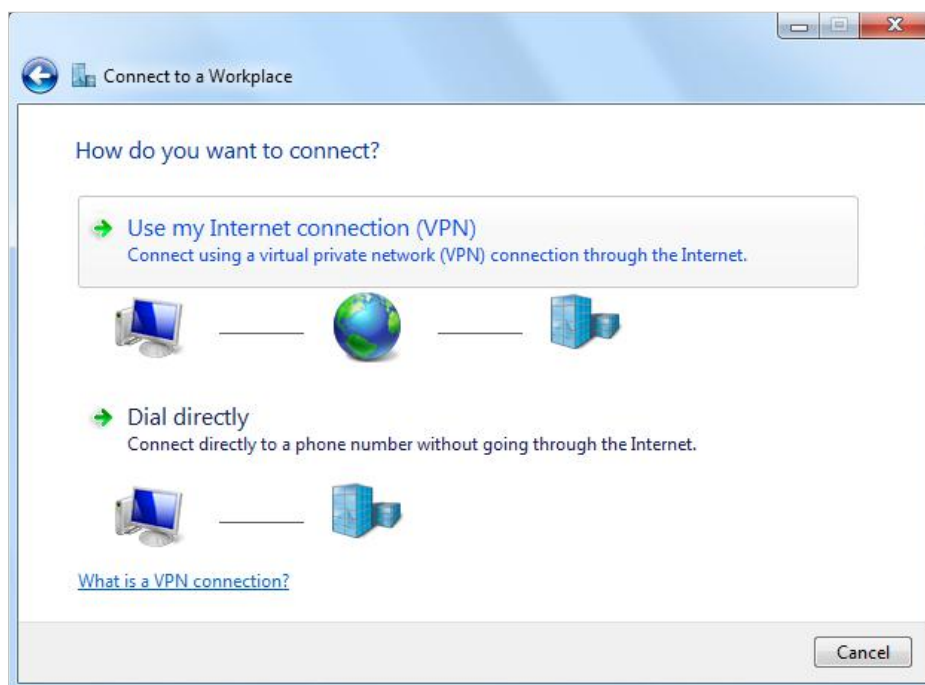 Connect to a Workplace
How do you want to connect?
Use my Internet connection (VPN)
Connect using a virtual private network (VPN) connection through the Internet.
Dial directly
Connect directly to a phone number without going through the Internet.
What is a VPN connection?
Cancel